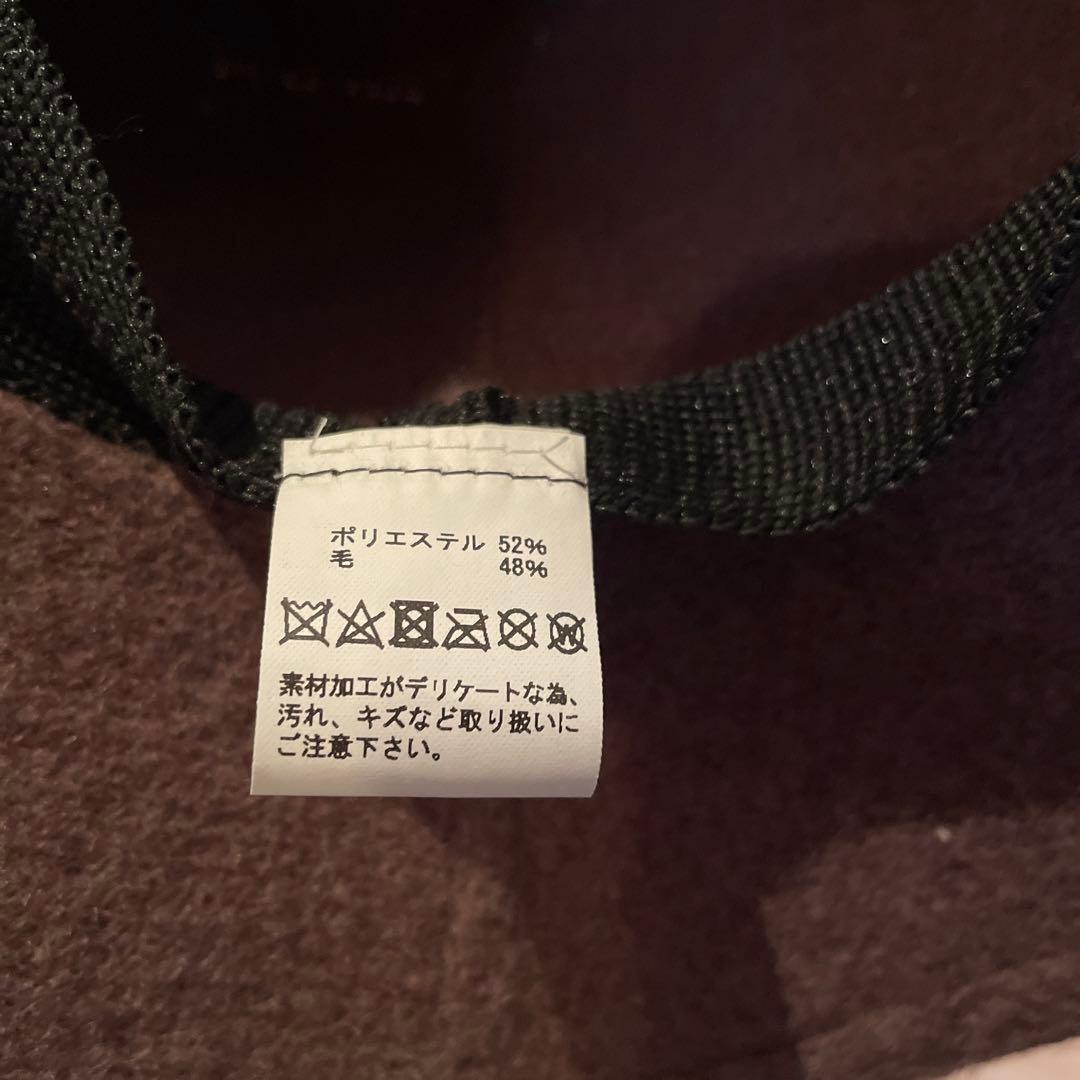 ポリエステル 52%
毛 48%
W
素材加工がデリケートな為、
汚れ、キズなど取り扱いに
ご注意下さい。